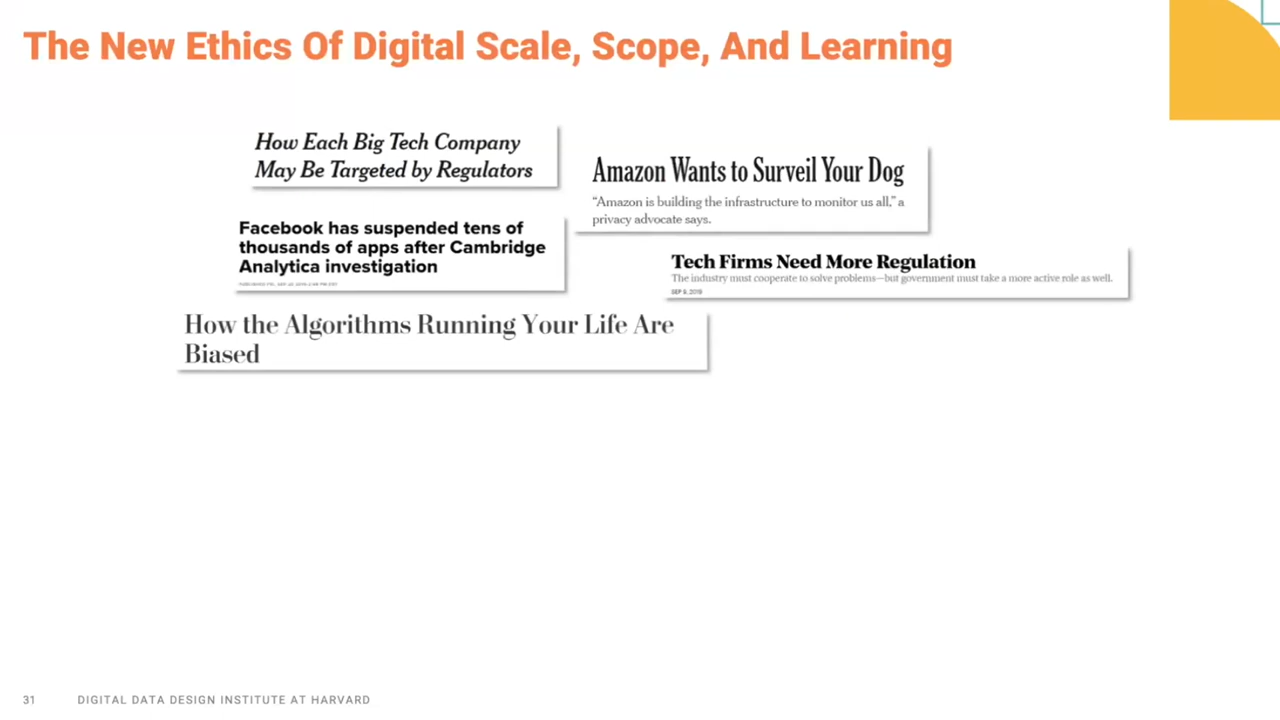 The New Ethics Of Digital Scale, Scope, And Learning
How Each Big Tech Company
May Be Targeted by Regulators
Amazon Wants to Surveil Your Dog
“Amazon is building the infrastructure to monitor us all,” a
privacy advocate says.
Facebook has suspended tens of
thousands of apps after Cambridge
Analytica investigation
Tech Firms Need More Regulation
The industry must cooperate to solve problems—but government must take a more active role as well.
SEP 9, 2019
How the Algorithms Running Your Life Are
Biased
31
DIGITAL DATA DESIGN INSTITUTE AT HARVARD